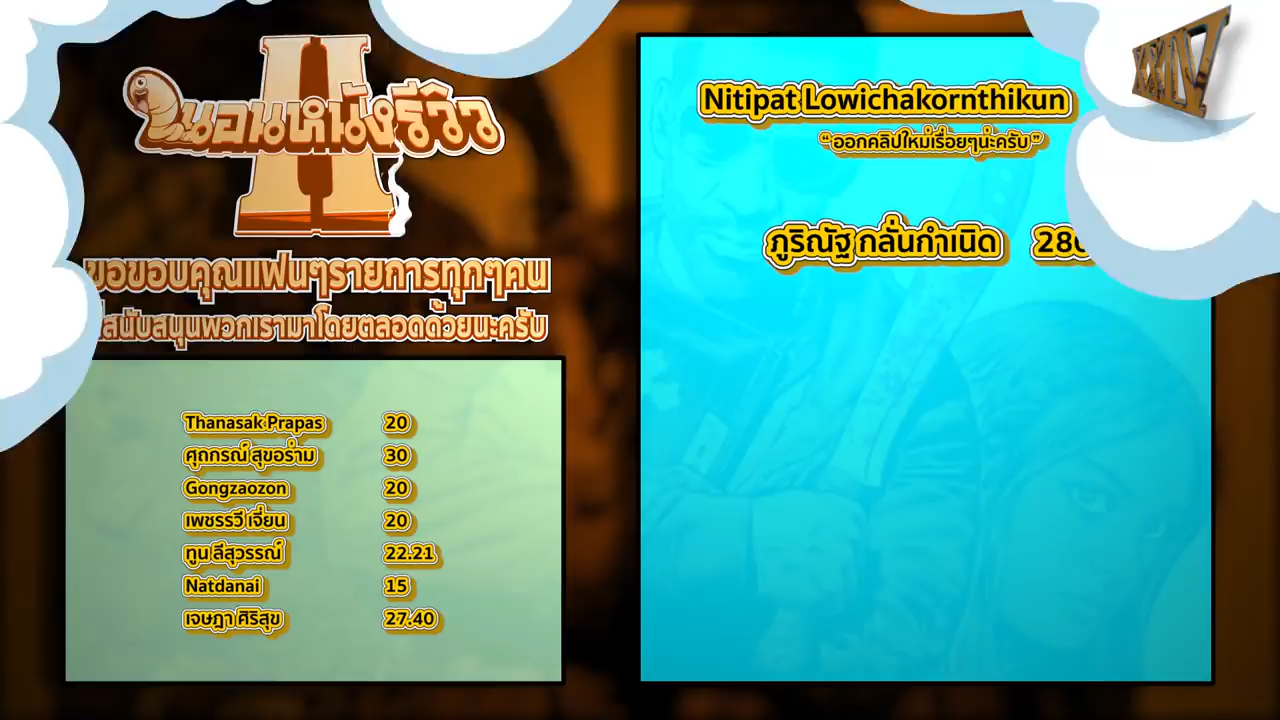 หนอนหนังรีวิว
II
ขอขอบคุณแฟนๆรายการทุกๆคน
สนับสนุนพวกเรามาโดยตลอดด้วยนะครับ
Thanasak Prapas 20
ศุถกรณ์ สุขอร่าม 30
Gongzaozon 20
เพชรรวี เจี่ยน 20
ทูน ลีสุวรรณ์ 22.21
Natdanai 15
เจษฎา ศิริสุข 27.40
XXIV
Nitipat Lowichakornthikun
“ออกคลิปใหม่เรื่อยๆน่ะครับ”
ภูริณัฐ กลั่นกำเนิด